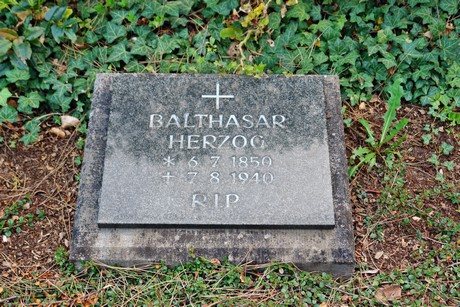 BALTHASAR
HERZOG
* 6.7.1850
+ 7.8.1940
RIP